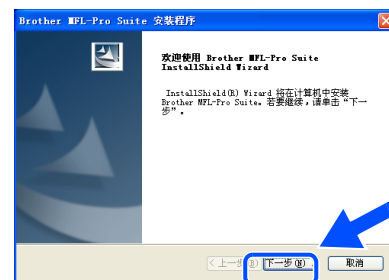 Brother MFL-Pro Suite 安装程序
欢迎使用 Brother MFL-Pro Suite
InstallShield Wizard
InstallShield(R) Wizard 将在计算机中安装
Brother MFL-Pro Suite。若要继续，请单击“下一
步”。
<上一步(B) 下一步(N) 取消